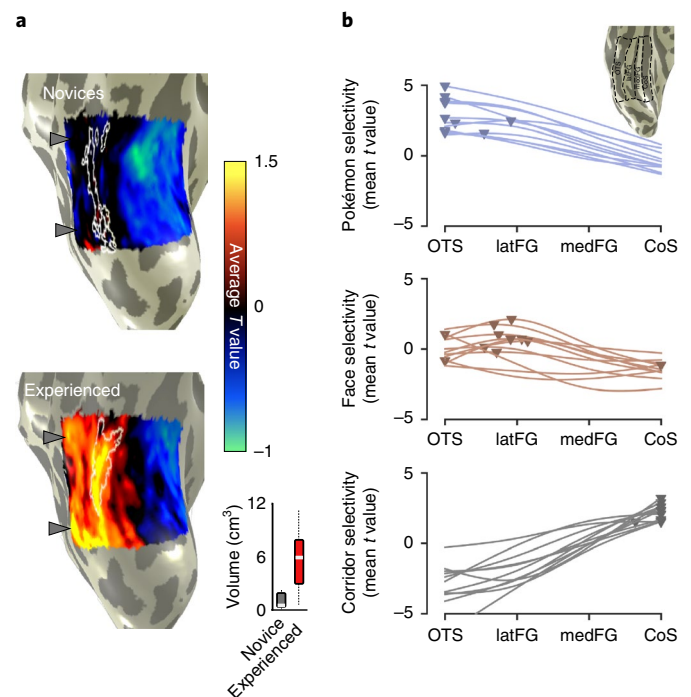 a
Novices
1.5
Average T value
0
−1
Experienced
Volume (cm3)
12
6
0
Novice
Experienced
b
Pokémon selectivity
(mean t value)
5
0
−5
OTS latFG medFG CoS
OTS
CoS
Face selectivity
(mean t value)
5
0
−5
Corridor selectivity
(mean t value)
5
0
−5
OTS latFG medFG CoS